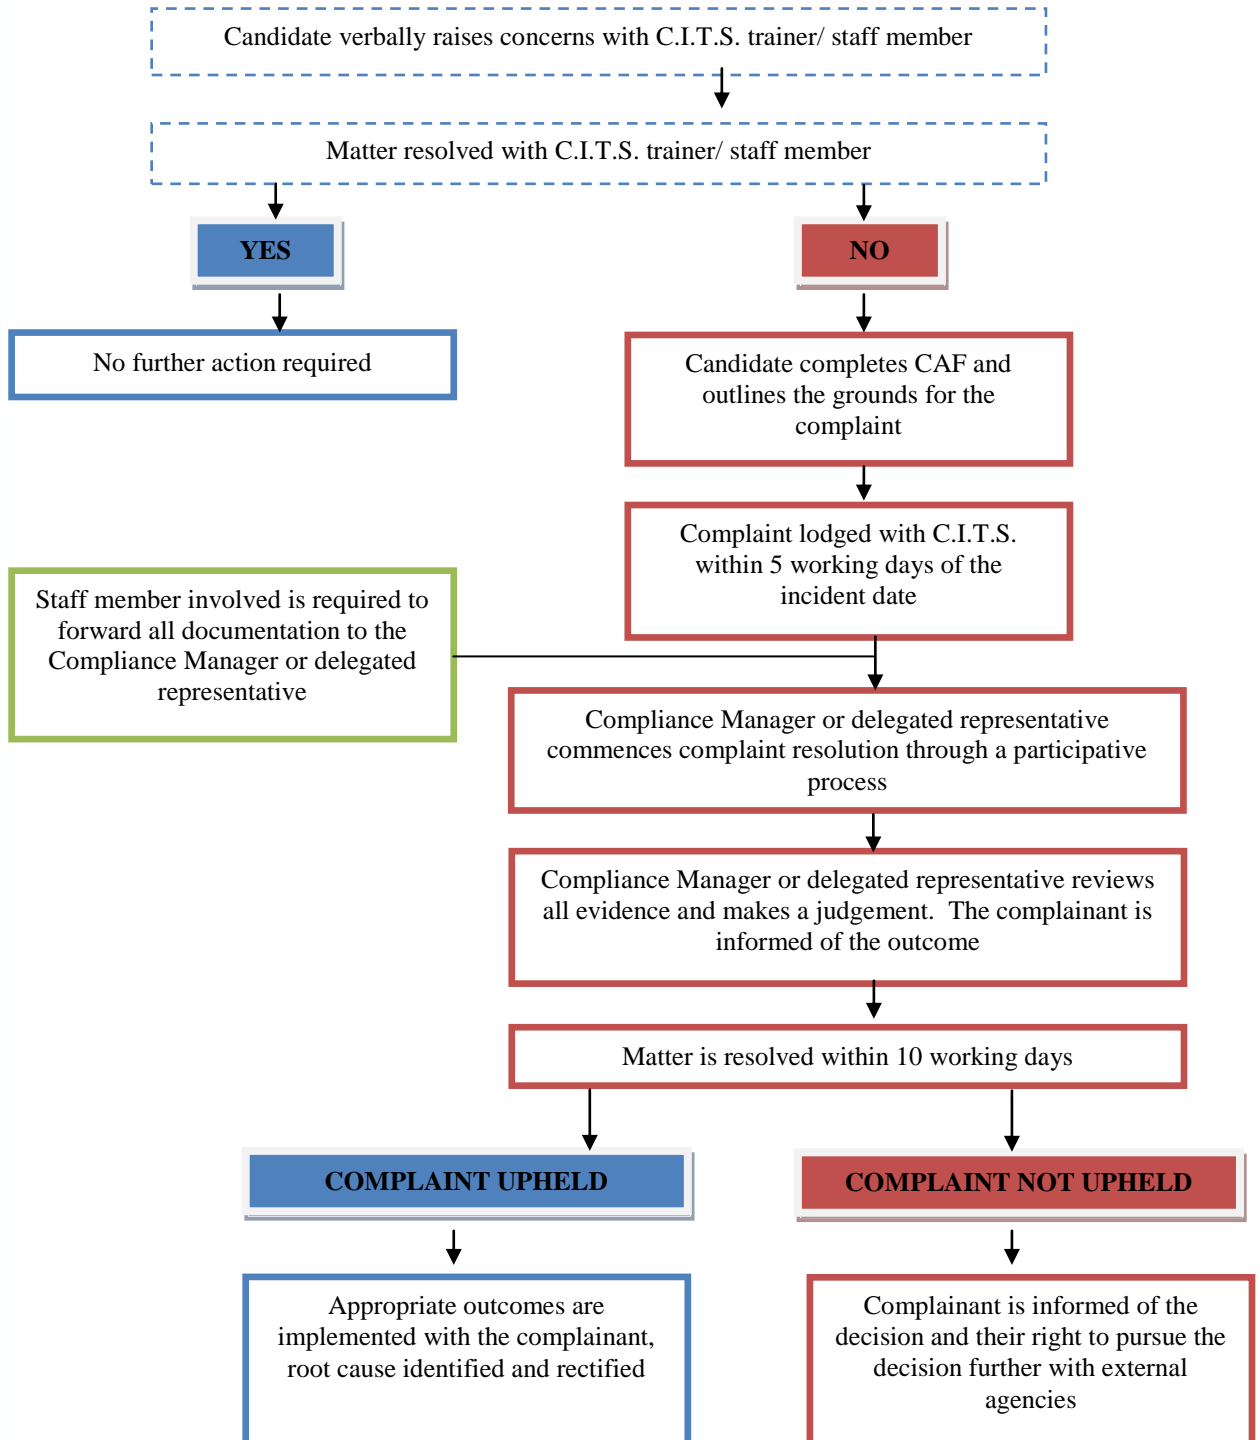 Candidate verbally raises concerns with C.I.T.S. trainer/ staff member
Matter resolved with C.I.T.S. trainer/ staff member
YES
NO
No further action required
Candidate completes CAF and
outlines the grounds for the
complaint
Complaint lodged with C.I.T.S.
within 5 working days of the
incident date
Staff member involved is required to
forward all documentation to the
Compliance Manager or delegated
representative
Compliance Manager or delegated representative
commences complaint resolution through a participative
process
Compliance Manager or delegated representative reviews
all evidence and makes a judgement.  The complainant is
informed of the outcome
Matter is resolved within 10 working days
COMPLAINT UPHELD
COMPLAINT NOT UPHELD
Appropriate outcomes are
implemented with the complainant,
root cause identified and rectified
Complainant is informed of the
decision and their right to pursue the
decision further with external
agencies